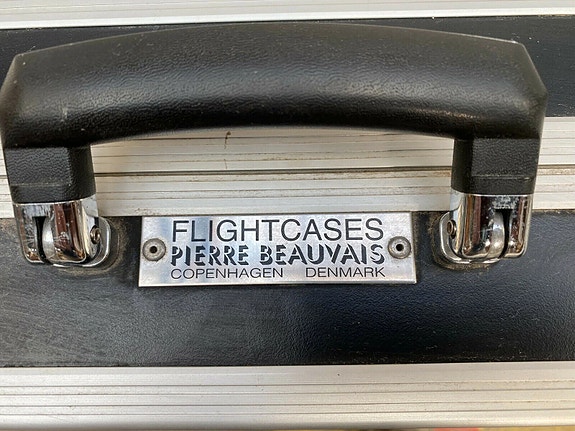 FLIGHTCASES
PIERRE BEAUVAIS
COPENHAGEN DENMARK